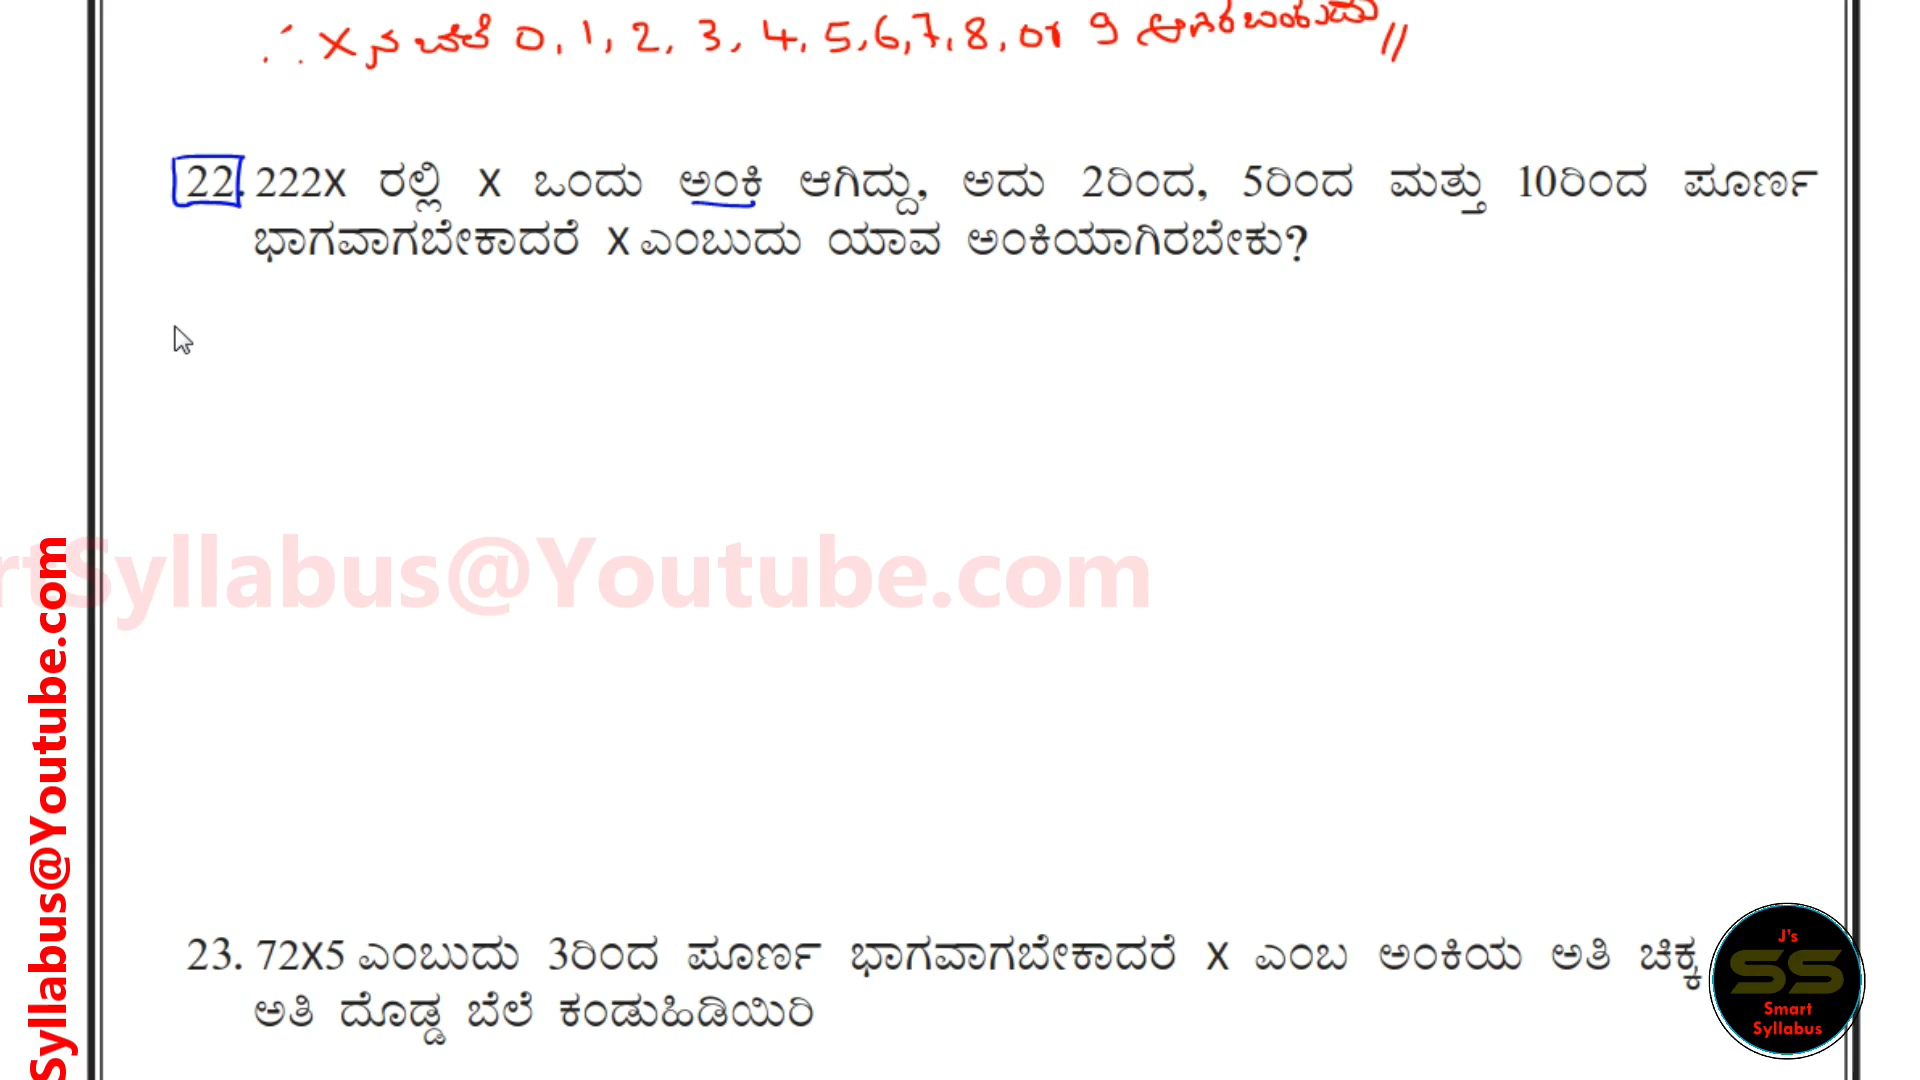 ∴ X ನ ಬೆಲೆ 0, 1, 2, 3, 4, 5, 6, 7, 8, or 9 ಆಗಿರಬಹುದು //
22. 222X ರಲ್ಲಿ X ಒಂದು ಅಂಕಿ ಆಗಿದ್ದು, ಅದು 2ರಿಂದ, 5ರಿಂದ ಮತ್ತು 10ರಿಂದ ಪೂರ್ಣ
ಭಾಗವಾಗಬೇಕಾದರೆ X ಎಂಬುದು ಯಾವ ಅಂಕಿಯಾಗಿರಬೇಕು?
rtSyllabus@Youtube.com
Syllabus@Youtube.com
23. 72X5 ಎಂಬುದು 3ರಿಂದ ಪೂರ್ಣ ಭಾಗವಾಗಬೇಕಾದರೆ X ಎಂಬ ಅಂಕಿಯ ಅತಿ ಚಿಕ್ಕ
ಅತಿ ದೊಡ್ಡ ಬೆಲೆ ಕಂಡುಹಿಡಿಯಿರಿ
J's
SS
Smart
Syllabus